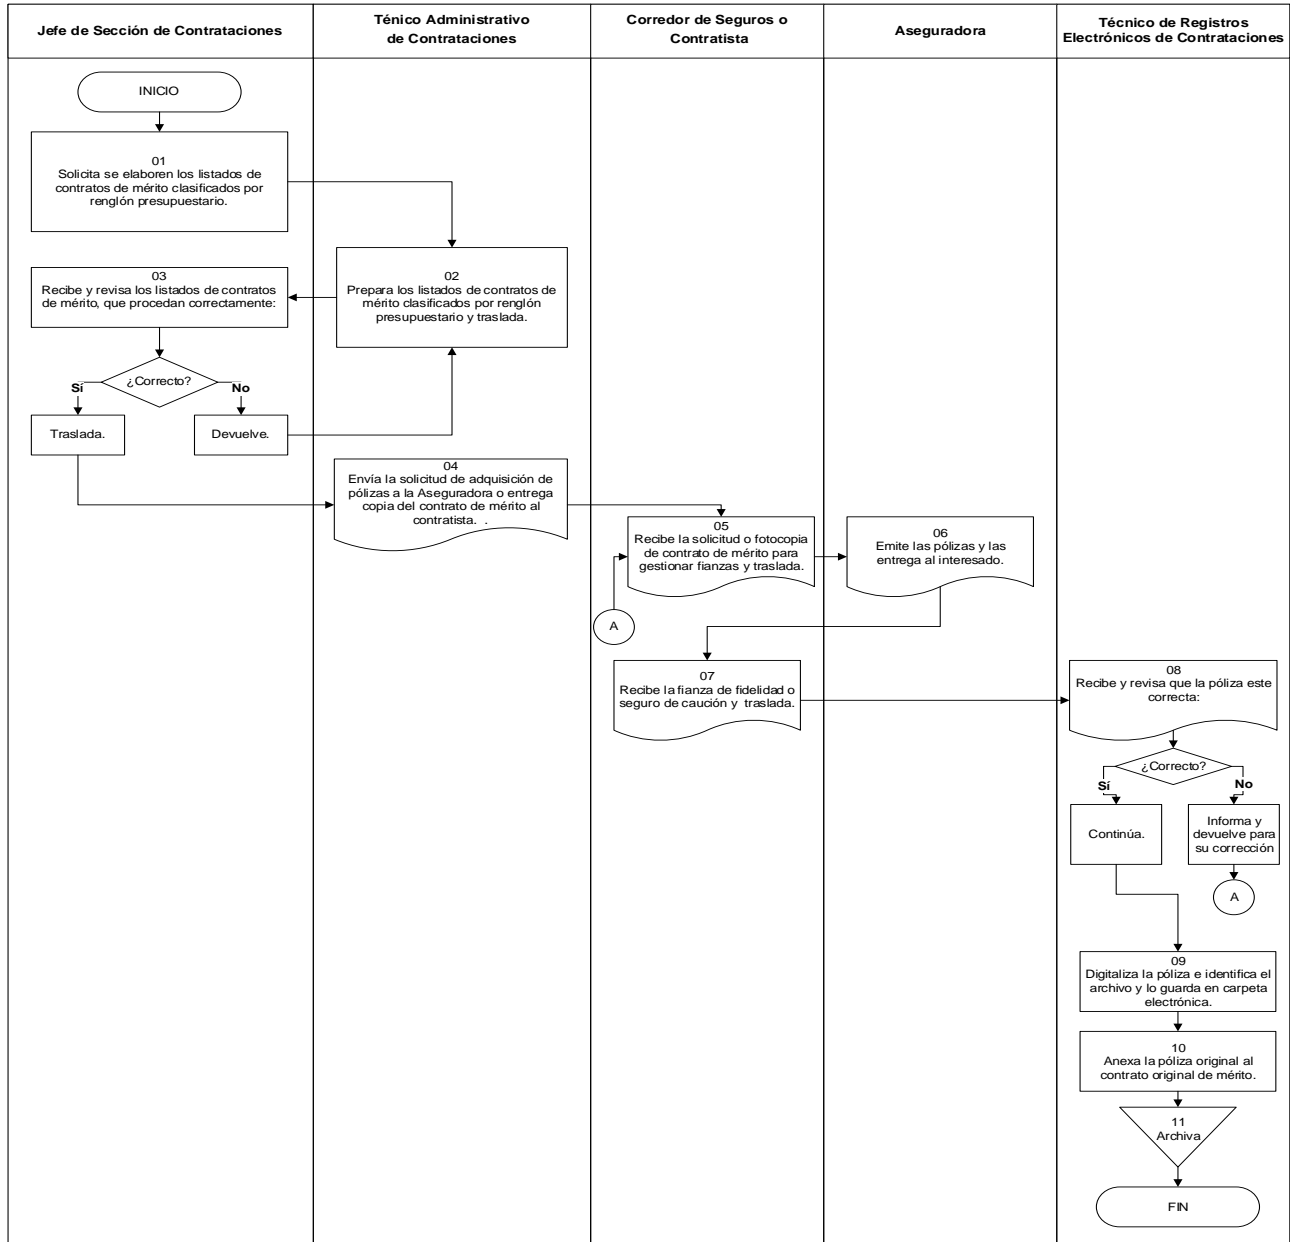 Jefe de Sección de Contrataciones
Ténico Administrativo
de Contrataciones
Corredor de Seguros o
Contratista
Aseguradora
Técnico de Registros
Electrónicos de Contrataciones
INICIO
01
Solicita se elaboren los listados de
contratos de mérito clasificados por
renglón presupuestario.
02
Prepara los listados de contratos de
mérito clasificados por renglón
presupuestario y traslada.
03
Recibe y revisa los listados de contratos
de mérito, que procedan correctamente:
¿Correcto?
Sí
No
Traslada.
Devuelve.
04
Envía la solicitud de adquisición de
pólizas a la Aseguradora o entrega
copia del contrato de mérito al
contratista. .
05
Recibe la solicitud o fotocopia
de contrato de mérito para
gestionar fianzas y traslada.
06
Emite las pólizas y las
entrega al interesado.
A
07
Recibe la fianza de fidelidad o
seguro de caución y traslada.
08
Recibe y revisa que la póliza este
correcta:
¿Correcto?
Sí
No
Continúa.
Informa y
devuelve para
su corrección
A
09
Digitaliza la póliza e identifica el
archivo y lo guarda en carpeta
electrónica.
10
Anexa la póliza original al
contrato original de mérito.
11
Archiva
FIN